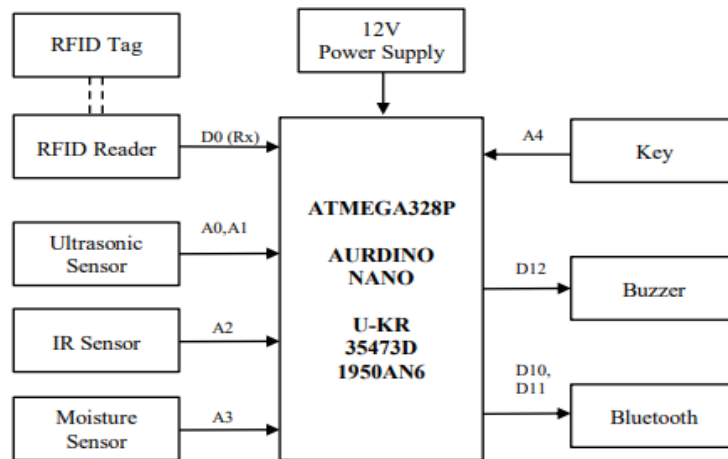 RFID Tag
12V
Power Supply
RFID Reader
D0 (Rx)
A4
Key
ATMEGA328P
Ultrasonic
Sensor
A0,A1
AURDINO
NANO
D12
Buzzer
IR Sensor
A2
U-KR
35473D
1950AN6
D10,
D11
Bluetooth
Moisture
Sensor
A3